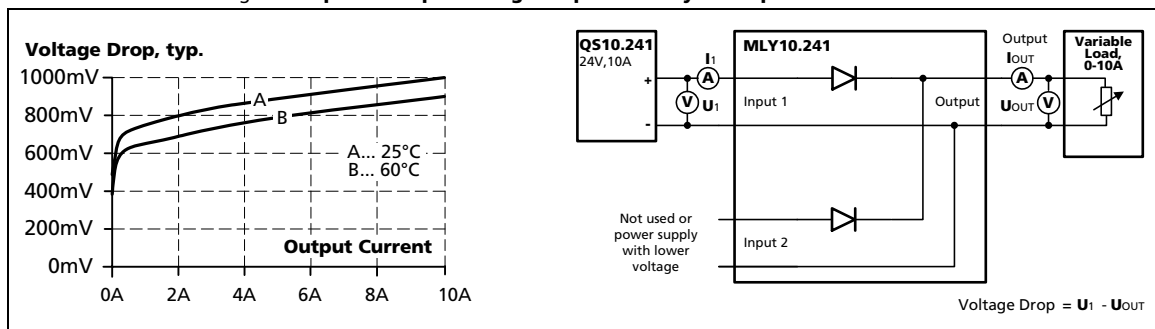 Voltage Drop, typ.
1000mV
800mV
600mV
400mV
200mV
0mV
A
B
A... 25°C
B... 60°C
Output Current
0A 2A 4A 6A 8A 10A
QS10.241
24V,10A
+
-
I1
A
V U1
MLY10.241
Input 1
Output
Input 2
Not used or
power supply
with lower
voltage
Output
IOUT
A
UOUT V
Variable
Load,
0-10A
Voltage Drop = U1 - UOUT